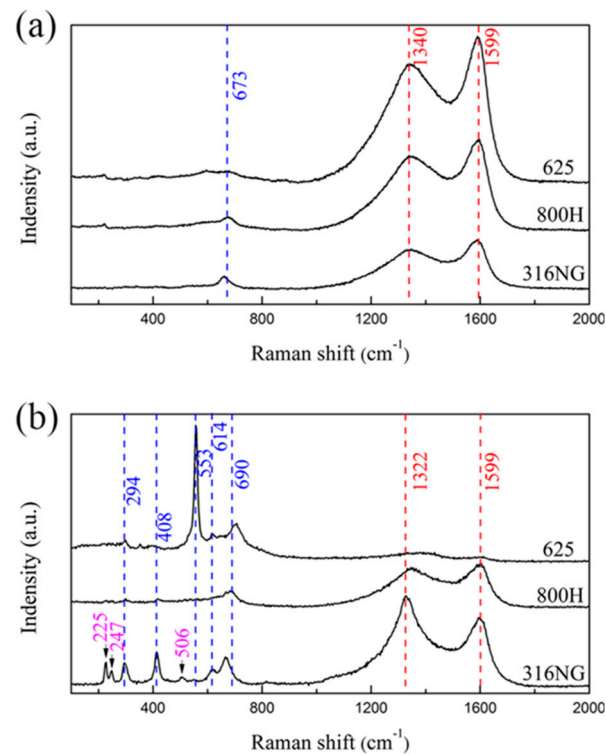 (a)
Indensity (a.u.)
673
1340
1599
625
800H
316NG
400 800 1200 1600 2000
Raman shift (cm⁻¹)
(b)
Indensity (a.u.)
225
247
294
408
506
553
614
690
1322
1599
625
800H
316NG
400 800 1200 1600 2000
Raman shift (cm⁻¹)